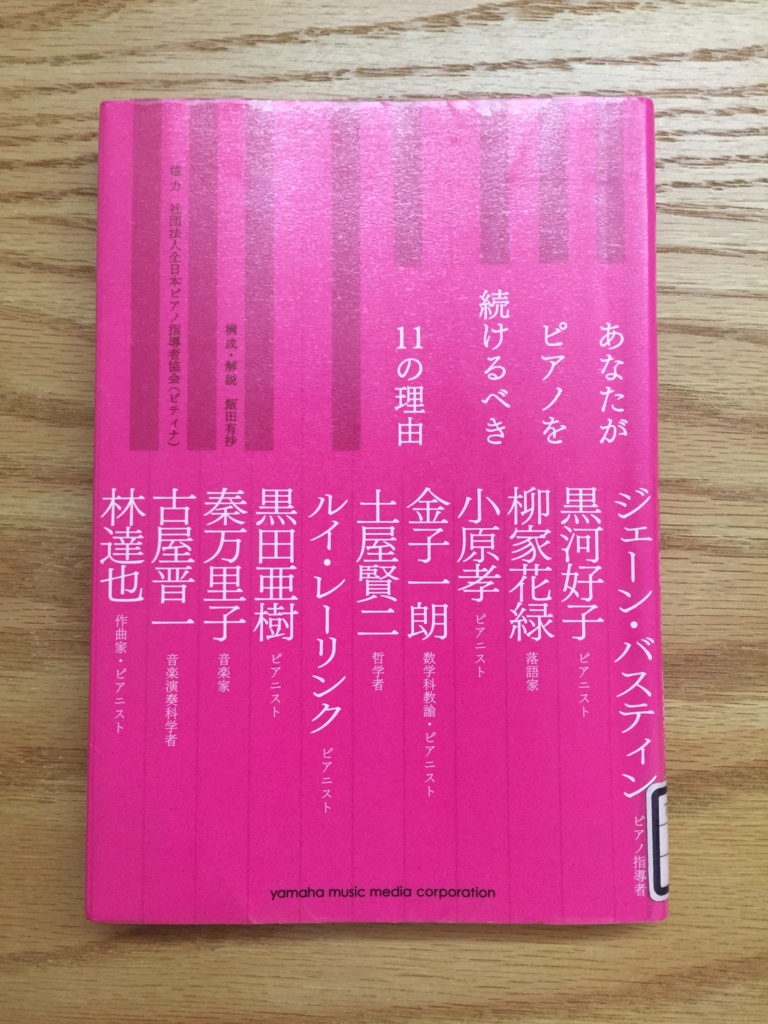 あなたが
ピアノを
続けるべき
11の理由
構成・解説　飯田有抄
協力　社団法人全日本ピアノ指導者協会（ピティナ）
ジェーン・バスティン　ピアノ指導者
黒河好子　ピアニスト
柳家花緑　落語家
小原孝　ピアニスト
金子一朗　数学科教諭・ピアニスト
土屋賢二　哲学者
ルイ・レーリンク　ピアニスト
黒田亜樹　ピアニスト
秦万里子　音楽家
古屋晋一　音楽演奏科学者
林達也　作曲家・ピアニスト
yamaha music media corporation